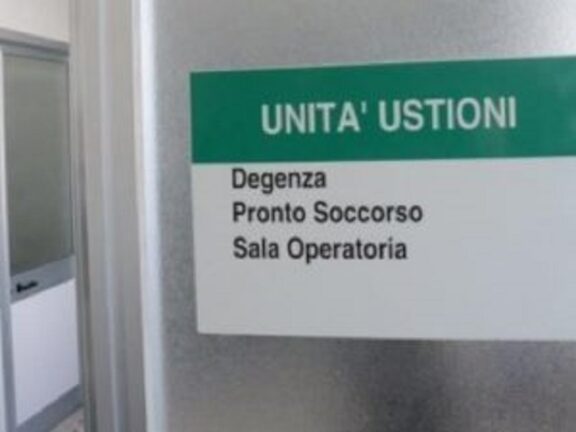 UNITA' USTIONI
Degenza
Pronto Soccorso
Sala Operatoria